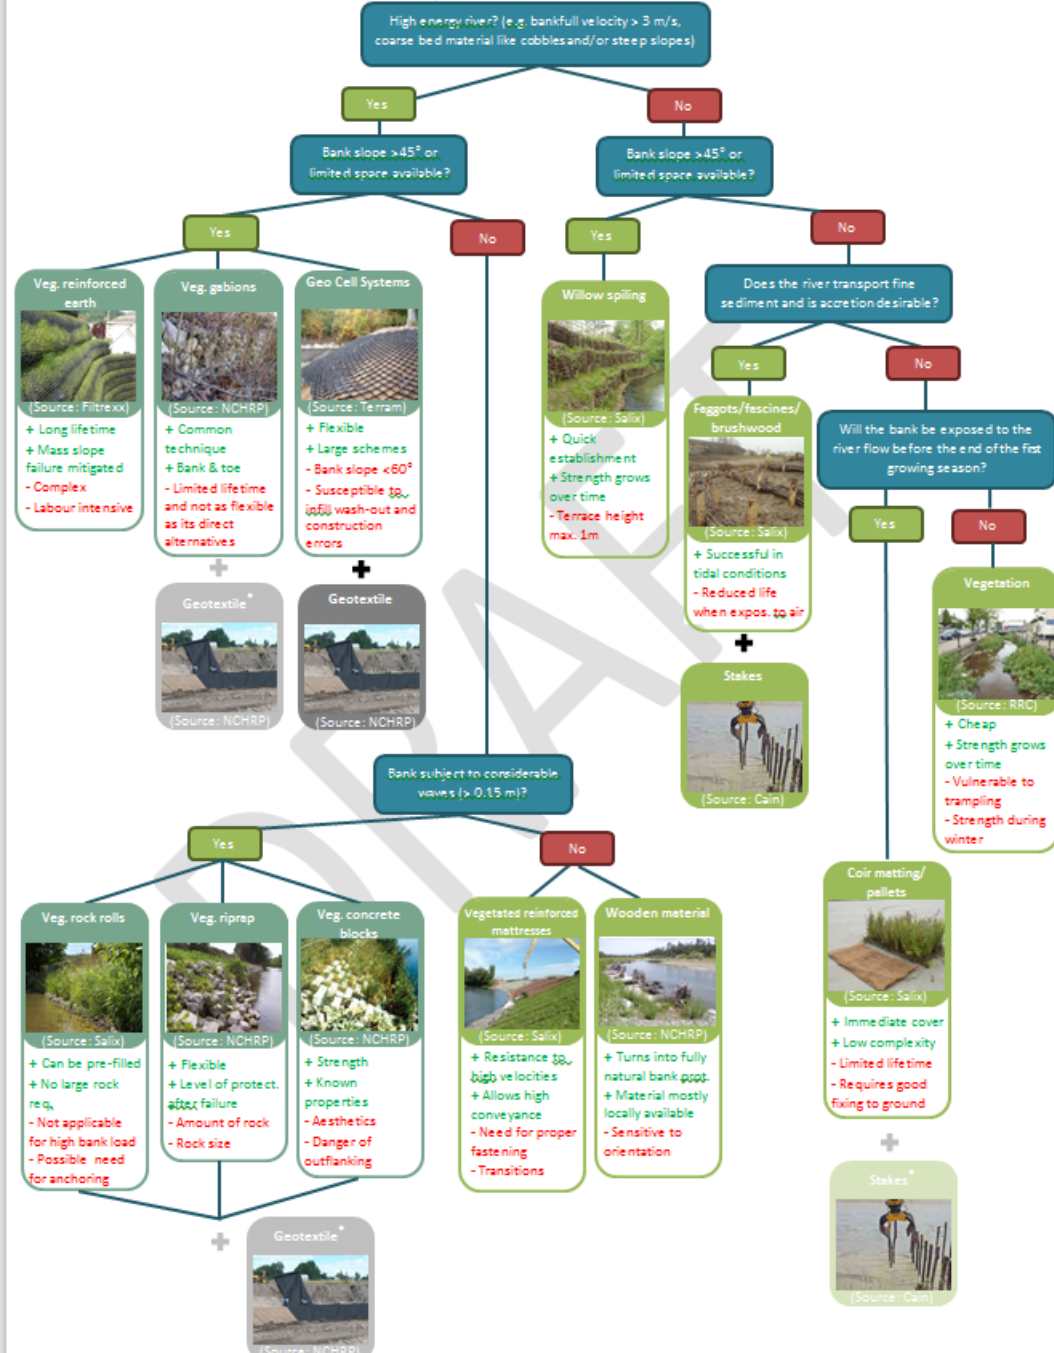 High energy river? (e.g. bankfull velocity > 3 m/s,
coarse bed material like cobbles and/or steep slopes)
Yes
No
Bank slope >45° or
limited space available?
Bank slope >45° or
limited space available?
Yes
No
Yes
No
Veg. reinforced
earth
(Source: Filtrexx)
+ Long lifetime
+ Mass slope
failure mitigated
- Complex
- Labour intensive
Veg. gabions
(Source: NCHRP)
+ Common
technique
+ Bank & toe
- Limited lifetime
and not as flexible
as its direct
alternatives
Geo Cell Systems
(Source: Terram)
+ Flexible
+ Large schemes
- Bank slope <60°
- Susceptible to
infill wash-out and
construction
errors
+
Geotextile*
(Source: NCHRP)
+
Geotextile
(Source: NCHRP)
Willow spiling
(Source: Salix)
+ Quick
establishment
+ Strength grows
over time
- Terrace height
max. 1m
Does the river transport fine
sediment and is accretion desirable?
Yes
No
Faggots/fascines/
brushwood
(Source: Salix)
+ Successful in
tidal conditions
- Reduced life
when expos. to air
+
Stakes
(Source: Cain)
Will the bank be exposed to the
river flow before the end of the first
growing season?
Yes
No
Vegetation
(Source: RRC)
+ Cheap
+ Strength grows
over time
- Vulnerable to
trampling
- Strength during
winter
Coir matting/
pallets
(Source: Salix)
+ Immediate cover
+ Low complexity
- Limited lifetime
- Requires good
fixing to ground
+
Stakes*
(Source: Cain)
Bank subject to considerable
waves (> 0.15 m)?
Yes
No
Veg. rock rolls
(Source: Salix)
+ Can be pre-filled
+ No large rock
req.
- Not applicable
for high bank load
- Possible need
for anchoring
Veg. riprap
(Source: NCHRP)
+ Flexible
+ Level of protect.
after failure
- Amount of rock
- Rock size
Veg. concrete
blocks
(Source: NCHRP)
+ Strength
+ Known
properties
- Aesthetics
- Danger of
outflanking
Vegetated reinforced
mattresses
(Source: Salix)
+ Resistance to
high velocities
+ Allows high
conveyance
- Need for proper
fastening
- Transitions
Wooden material
(Source: NCHRP)
+ Turns into fully
natural bank prot.
+ Material mostly
locally available
- Sensitive to
orientation
+
Geotextile*
(Source: NCHRP)
DRAFT